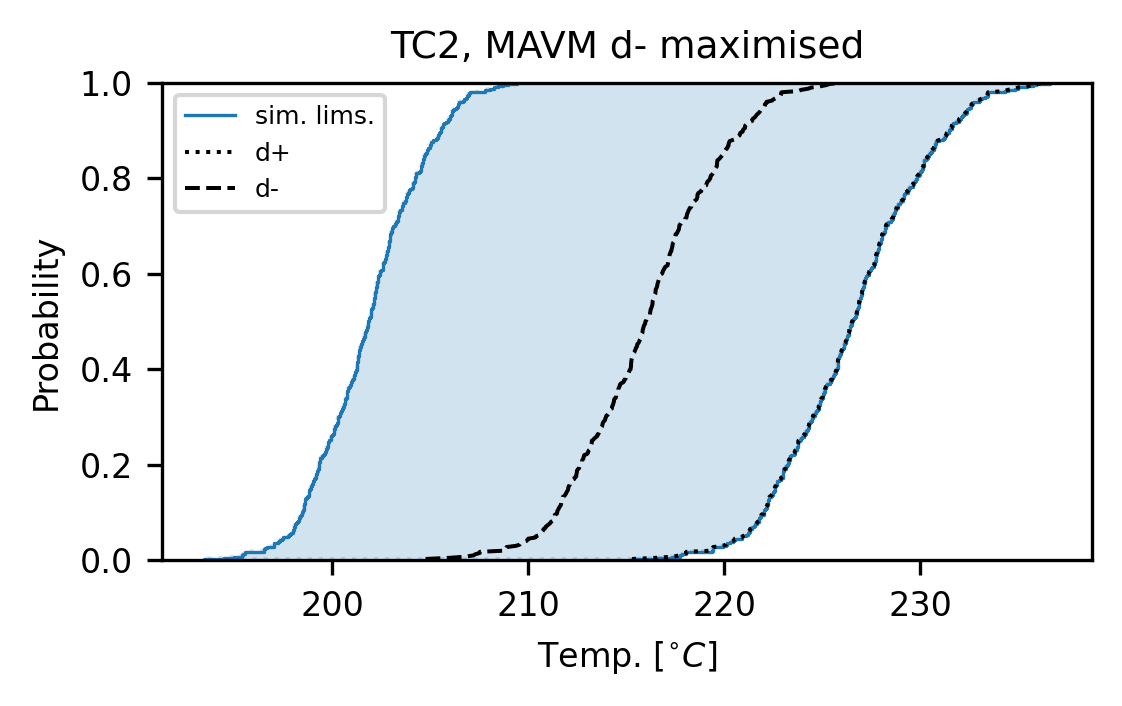 TC2, MAVM d- maximised
1.0
0.8
0.6
0.4
0.2
0.0
Probability
sim. lims.
d+
d-
200 210 220 230
Temp. [°C]